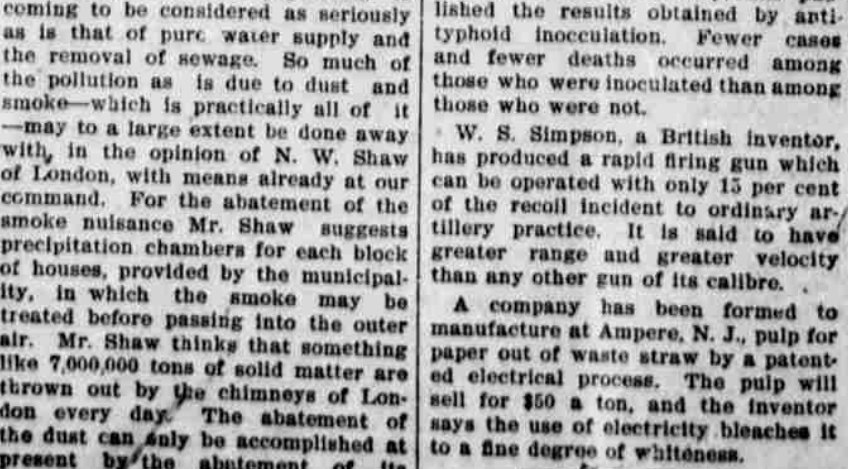 coming to be considered as seriously
as is that of pure water supply and
the removal of sewage. So much of
the pollution as is due to dust and
smoke—which is practically all of it
—may to a large extent be done away
with, in the opinion of N. W. Shaw
of London, with means already at our
command. For the abatement of the
smoke nuisance Mr. Shaw suggests
precipitation chambers for each block
of houses, provided by the municipal-
ity, in which the smoke may be
treated before passing into the outer
air. Mr. Shaw thinks that something
like 7,000,000 tons of solid matter are
thrown out by the chimneys of Lon-
don every day. The abatement of
the dust can only be accomplished at
present by the abatement of its
lished the results obtained by anti-
typhoid inocculation. Fewer cases
and fewer deaths occurred among
those who were inoculated than among
those who were not.
W. S. Simpson, a British inventor,
has produced a rapid firing gun which
can be operated with only 15 per cent
of the recoil incident to ordinary ar-
tillery practice. It is said to have
greater range and greater velocity
than any other gun of its calibre.
A company has been formed to
manufacture at Ampere, N. J., pulp for
paper out of waste straw by a patent-
ed electrical process. The pulp will
sell for $50 a ton, and the inventor
says the use of electricity bleaches it
to a fine degree of whiteness.